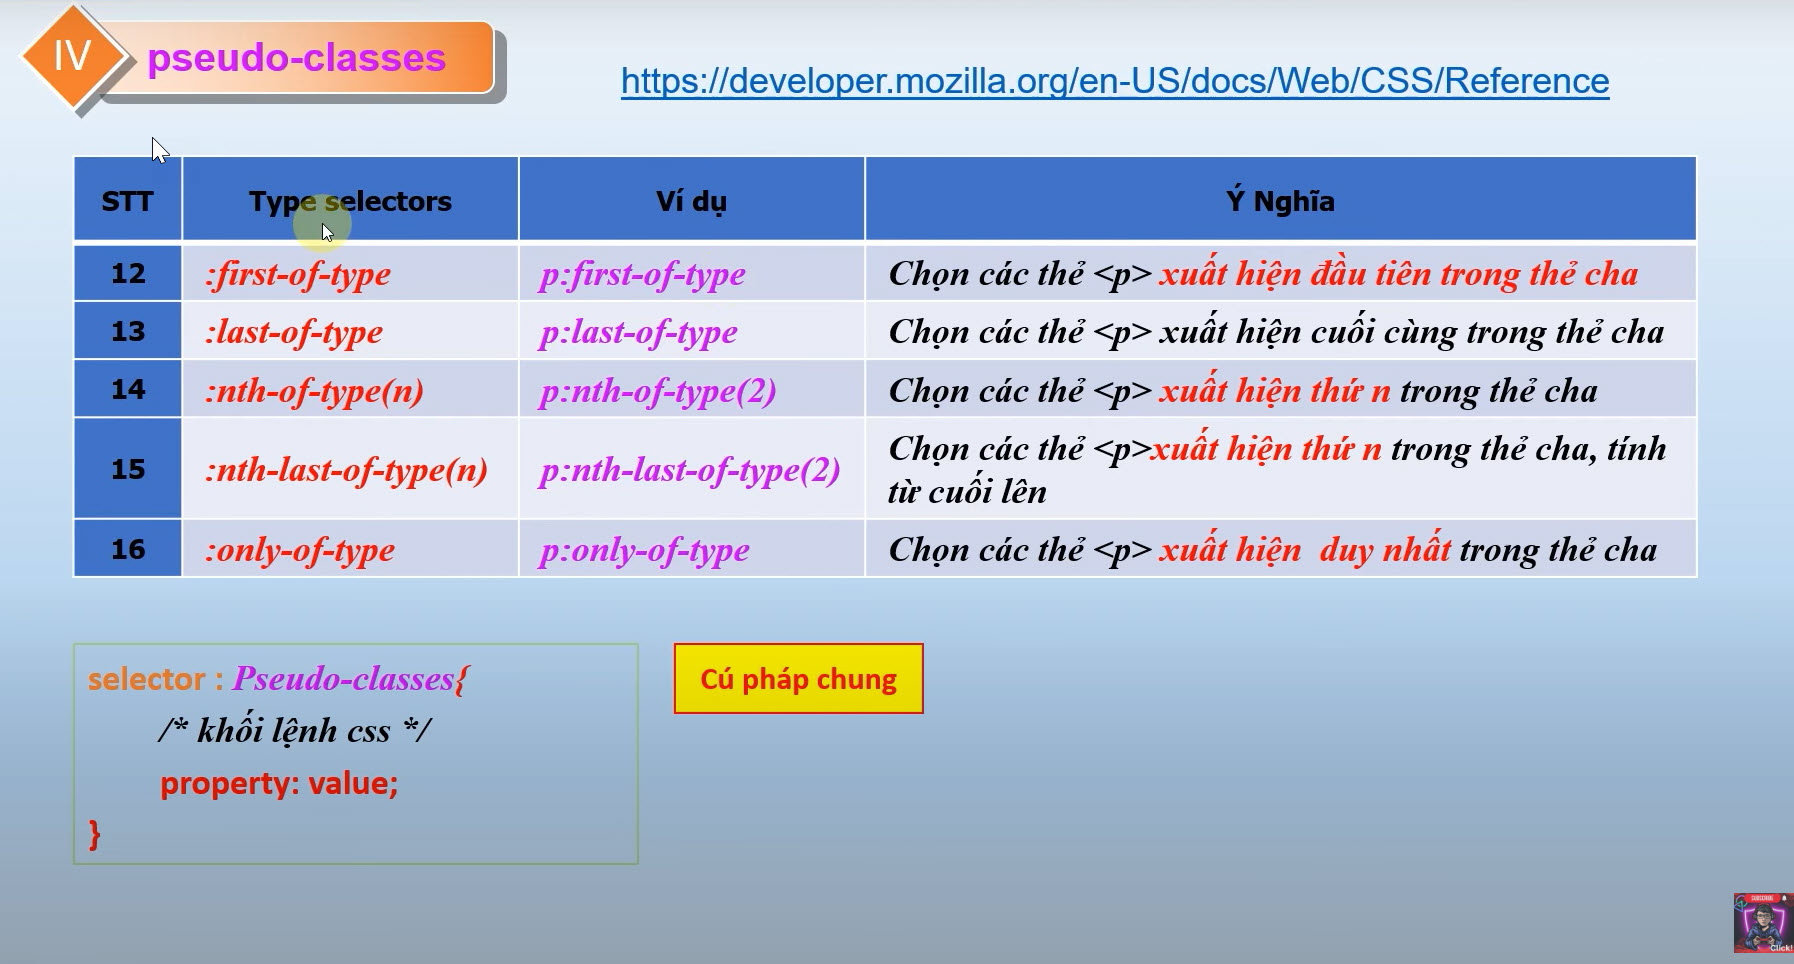 IV
pseudo-classes
https://developer.mozilla.org/en-US/docs/Web/CSS/Reference
STT Type selectors Ví dụ Ý Nghĩa
12 :first-of-type p:first-of-type Chọn các thẻ <p> xuất hiện đầu tiên trong thẻ cha
13 :last-of-type p:last-of-type Chọn các thẻ <p> xuất hiện cuối cùng trong thẻ cha
14 :nth-of-type(n) p:nth-of-type(2) Chọn các thẻ <p> xuất hiện thứ n trong thẻ cha
15 :nth-last-of-type(n) p:nth-last-of-type(2) Chọn các thẻ <p>xuất hiện thứ n trong thẻ cha, tính
từ cuối lên
16 :only-of-type p:only-of-type Chọn các thẻ <p> xuất hiện  duy nhất trong thẻ cha
selector : Pseudo-classes{
/* khối lệnh css */
property: value;
}
Cú pháp chung
SUBSCRIBE
Click!